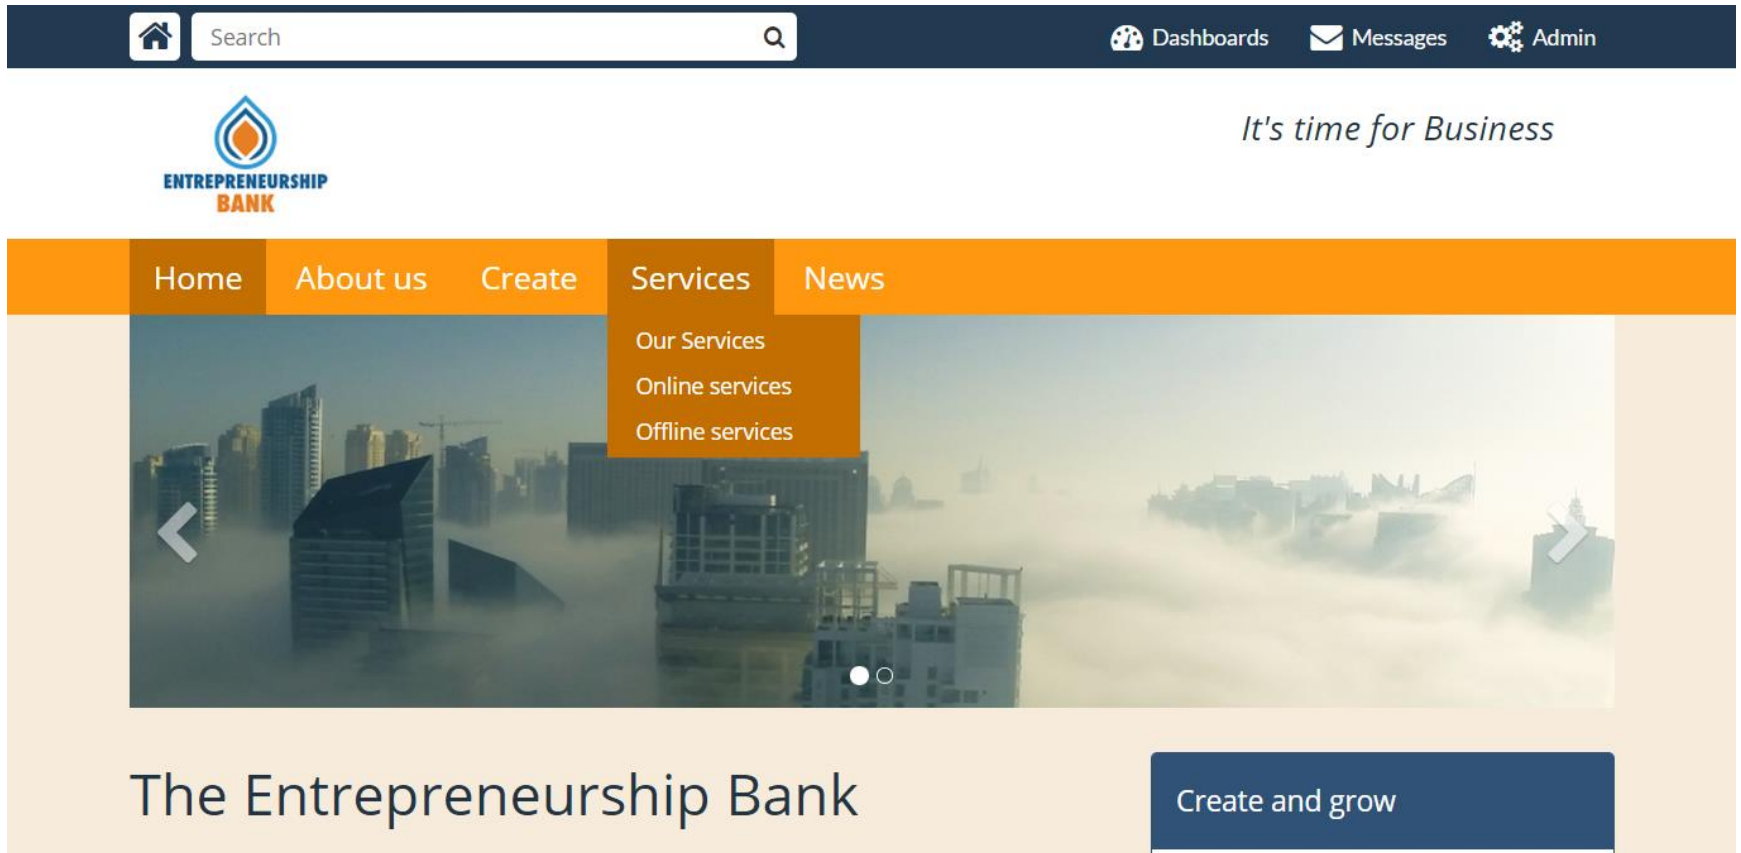 Search Dashboards Messages Admin
It's time for Business
ENTREPRENEURSHIP
BANK
Home About us Create Services News
Our Services
Online services
Offline services
The Entrepreneurship Bank
Create and grow